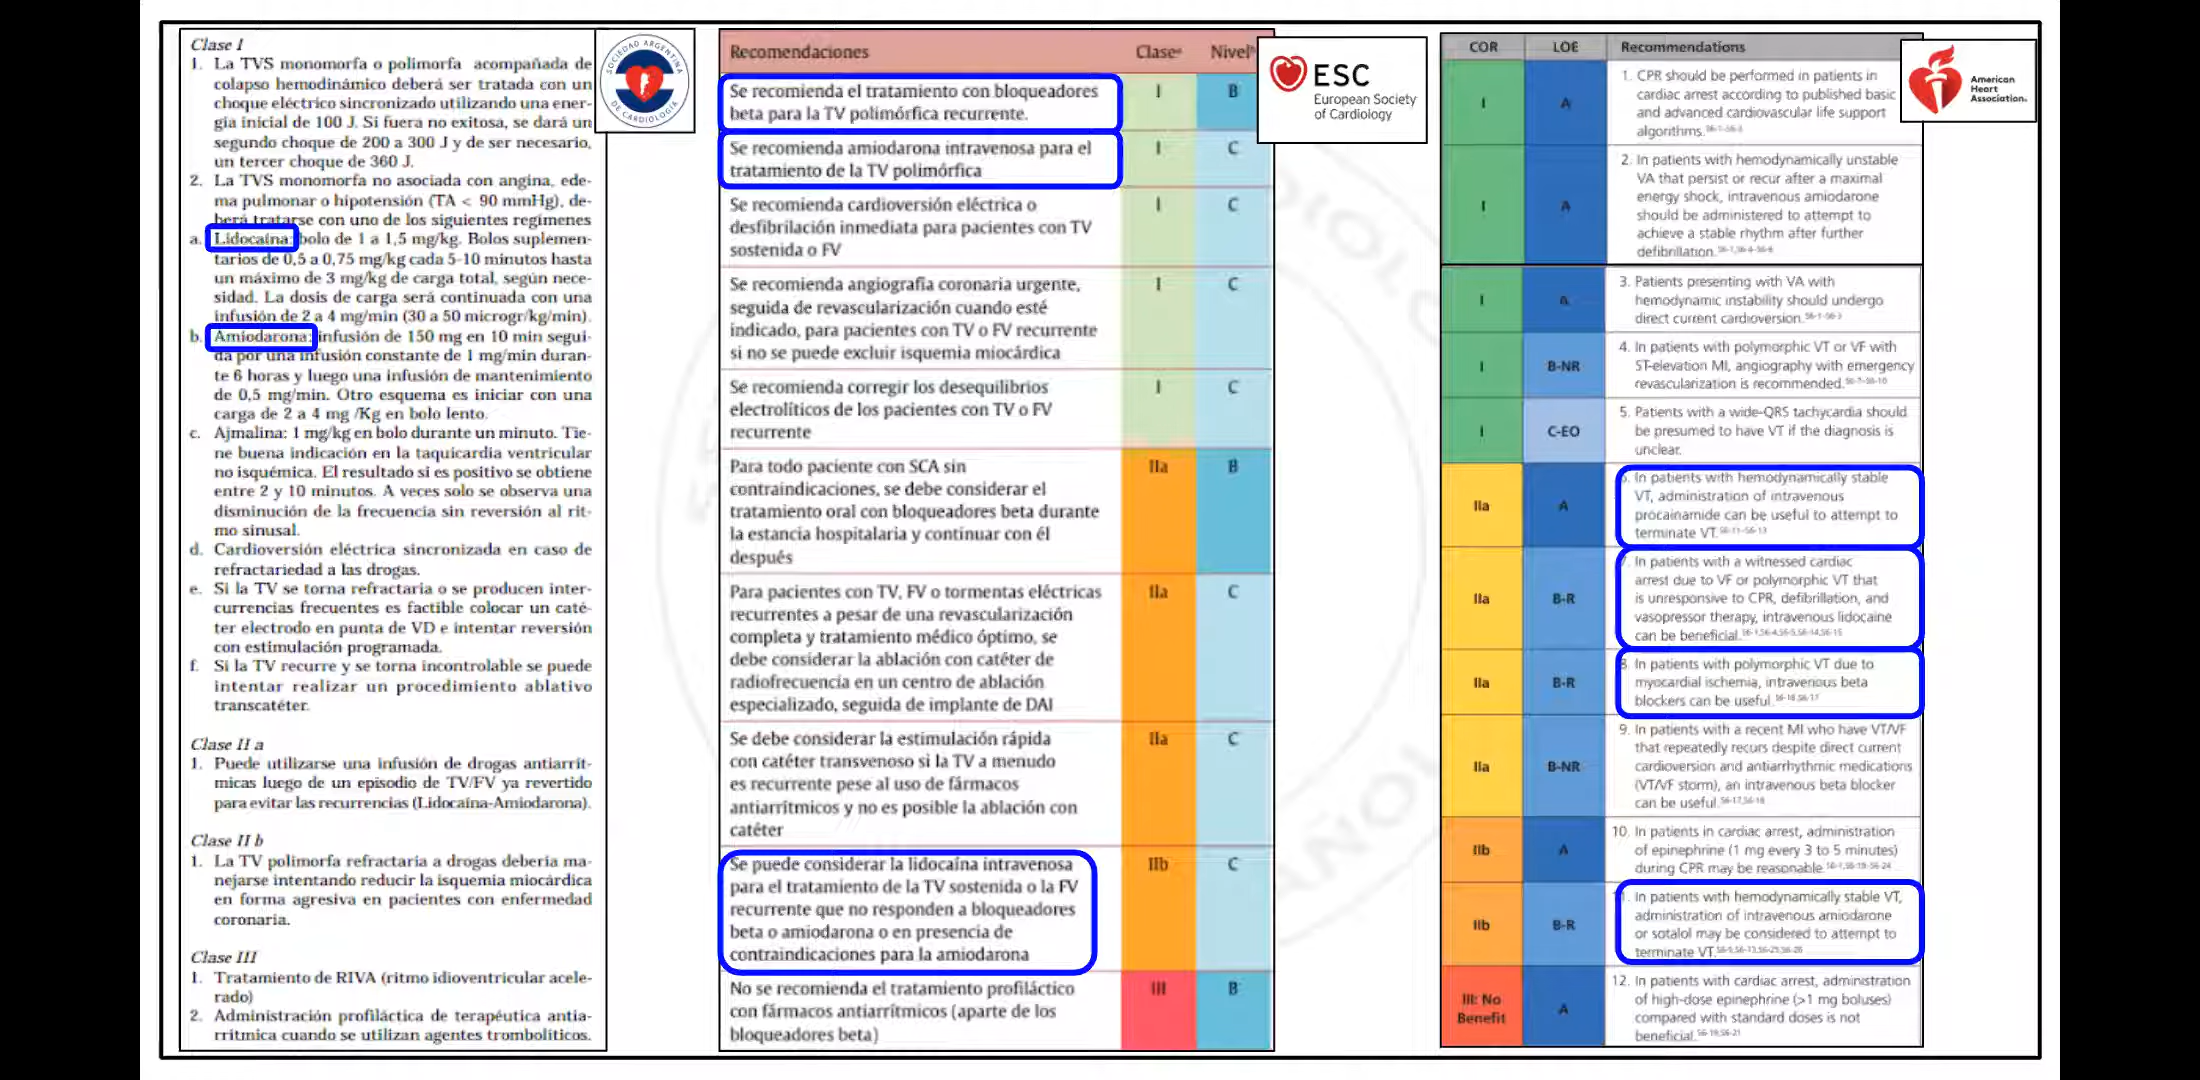 Clase I
1. La TVS monomorfa o polimorfa acompañada de
colapso hemodinámico deberá ser tratada con un
choque eléctrico sincronizado utilizando una ener-
gía inicial de 100 J. Si fuera no exitosa, se dará un
segundo choque de 200 a 300 J y de ser necesario,
un tercer choque de 360 J.
2. La TVS monomorfa no asociada con angina, ede-
ma pulmonar o hipotensión (TA < 90 mmHg), de-
berá tratarse con uno de los siguientes regímenes
a. Lidocaína: bolo de 1 a 1,5 mg/kg. Bolos suplemen-
tarios de 0,5 a 0,75 mg/kg cada 5-10 minutos hasta
un máximo de 3 mg/kg de carga total, según nece-
sidad. La dosis de carga será continuada con una
infusión de 2 a 4 mg/min (30 a 50 microgr/kg/min).
b. Amiodarona: infusión de 150 mg en 10 min segui-
da por una infusión constante de 1 mg/min duran-
te 6 horas y luego una infusión de mantenimiento
de 0,5 mg/min. Otro esquema es iniciar con una
carga de 2 a 4 mg /Kg en bolo lento.
c. Ajmalina: 1 mg/kg en bolo durante un minuto. Tie-
ne buena indicación en la taquicardia ventricular
no isquémica. El resultado si es positivo se obtiene
entre 2 y 10 minutos. A veces solo se observa una
disminución de la frecuencia sin reversión al rit-
mo sinusal.
d. Cardioversión eléctrica sincronizada en caso de
refractariedad a las drogas.
e. Si la TV se torna refractaria o se producen inter-
currencias frecuentes es factible colocar un caté-
ter electrodo en punta de VD e intentar reversión
con estimulación programada.
f. Si la TV recurre y se torna incontrolable se puede
intentar realizar un procedimiento ablativo
transcatéter.
Clase II a
1. Puede utilizarse una infusión de drogas antiarrít-
micas luego de un episodio de TV/FV ya revertido
para evitar las recurrencias (Lidocaína-Amiodarona).
Clase II b
1. La TV polimorfa refractaria a drogas debería ma-
nejarse intentando reducir la isquemia miocárdica
en forma agresiva en pacientes con enfermedad
coronaria.
Clase III
1. Tratamiento de RIVA (ritmo idioventricular acele-
rado)
2. Administración profiláctica de terapéutica antia-
rrítmica cuando se utilizan agentes trombolíticos.
SOCIEDAD ARGENTINA
DE CARDIOLOGIA
Recomendaciones Clase Nivel
Se recomienda el tratamiento con bloqueadores
beta para la TV polimórfica recurrente.
I B
Se recomienda amiodarona intravenosa para el
tratamiento de la TV polimórfica
I C
Se recomienda cardioversión eléctrica o
desfibrilación inmediata para pacientes con TV
sostenida o FV
I C
Se recomienda angiografía coronaria urgente,
seguida de revascularización cuando esté
indicado, para pacientes con TV o FV recurrente
si no se puede excluir isquemia miocárdica
I C
Se recomienda corregir los desequilibrios
electrolíticos de los pacientes con TV o FV
recurrente
I C
Para todo paciente con SCA sin
contraindicaciones, se debe considerar el
tratamiento oral con bloqueadores beta durante
la estancia hospitalaria y continuar con él
después
IIa B
Para pacientes con TV, FV o tormentas eléctricas
recurrentes a pesar de una revascularización
completa y tratamiento médico óptimo, se
debe considerar la ablación con catéter de
radiofrecuencia en un centro de ablación
especializado, seguida de implante de DAI
IIa C
Se debe considerar la estimulación rápida
con catéter transvenoso si la TV a menudo
es recurrente pese al uso de fármacos
antiarrítmicos y no es posible la ablación con
catéter
IIa C
Se puede considerar la lidocaína intravenosa
para el tratamiento de la TV sostenida o la FV
recurrente que no responden a bloqueadores
beta o amiodarona o en presencia de
contraindicaciones para la amiodarona
IIb C
No se recomienda el tratamiento profiláctico
con fármacos antiarrítmicos (aparte de los
bloqueadores beta)
III B
ESC
European Society
of Cardiology
COR LOE Recommendations
I A
1. CPR should be performed in patients in
cardiac arrest according to published basic
and advanced cardiovascular life support
algorithms.
I A
2. In patients with hemodynamically unstable
VA that persist or recur after a maximal
energy shock, intravenous amiodarone
should be administered to attempt to
achieve a stable rhythm after further
defibrillation.
I A
3. Patients presenting with VA with
hemodynamic instability should undergo
direct current cardioversion.
I B-NR
4. In patients with polymorphic VT or VF with
ST-elevation MI, angiography with emergency
revascularization is recommended.
I C-EO
5. Patients with a wide-QRS tachycardia should
be presumed to have VT if the diagnosis is
unclear.
IIa A
6. In patients with hemodynamically stable
VT, administration of intravenous
procainamide can be useful to attempt to
terminate VT.
IIa B-R
7. In patients with a witnessed cardiac
arrest due to VF or polymorphic VT that
is unresponsive to CPR, defibrillation, and
vasopressor therapy, intravenous lidocaine
can be beneficial.
IIa B-R
8. In patients with polymorphic VT due to
myocardial ischemia, intravenous beta
blockers can be useful.
IIa B-NR
9. In patients with a recent MI who have VT/VF
that repeatedly recurs despite direct current
cardioversion and antiarrhythmic medications
(VT/VF storm), an intravenous beta blocker
can be useful.
IIb A
10. In patients in cardiac arrest, administration
of epinephrine (1 mg every 3 to 5 minutes)
during CPR may be reasonable.
IIb B-R
11. In patients with hemodynamically stable VT,
administration of intravenous amiodarone
or sotalol may be considered to attempt to
terminate VT.
III: No
Benefit
A
12. In patients with cardiac arrest, administration
of high-dose epinephrine (>1 mg boluses)
compared with standard doses is not
beneficial.
American
Heart
Association.